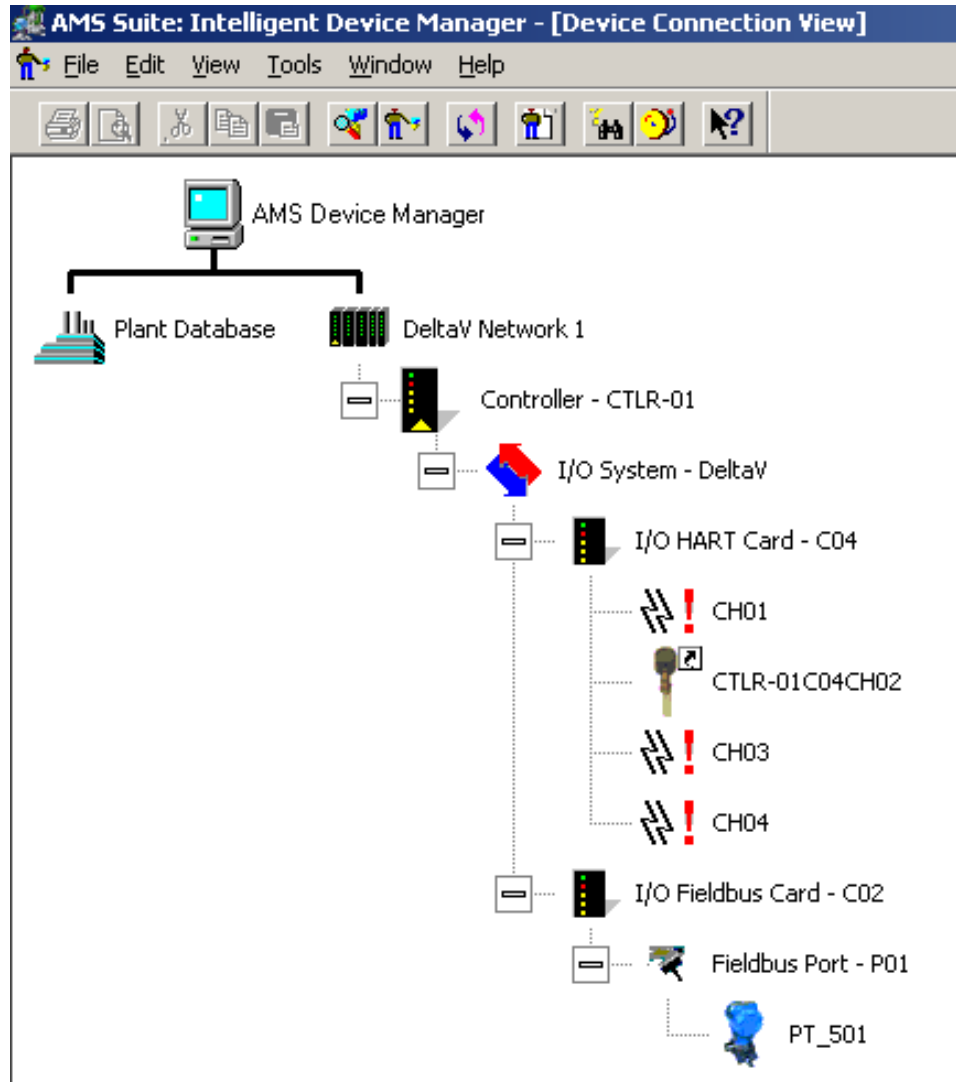 AMS Suite: Intelligent Device Manager - [Device Connection View]
File Edit View Tools Window Help
AMS Device Manager
Plant Database
DeltaV Network 1
Controller - CTLR-01
I/O System - DeltaV
I/O HART Card - C04
CH01
CTLR-01C04CH02
CH03
CH04
I/O Fieldbus Card - C02
Fieldbus Port - P01
PT_501